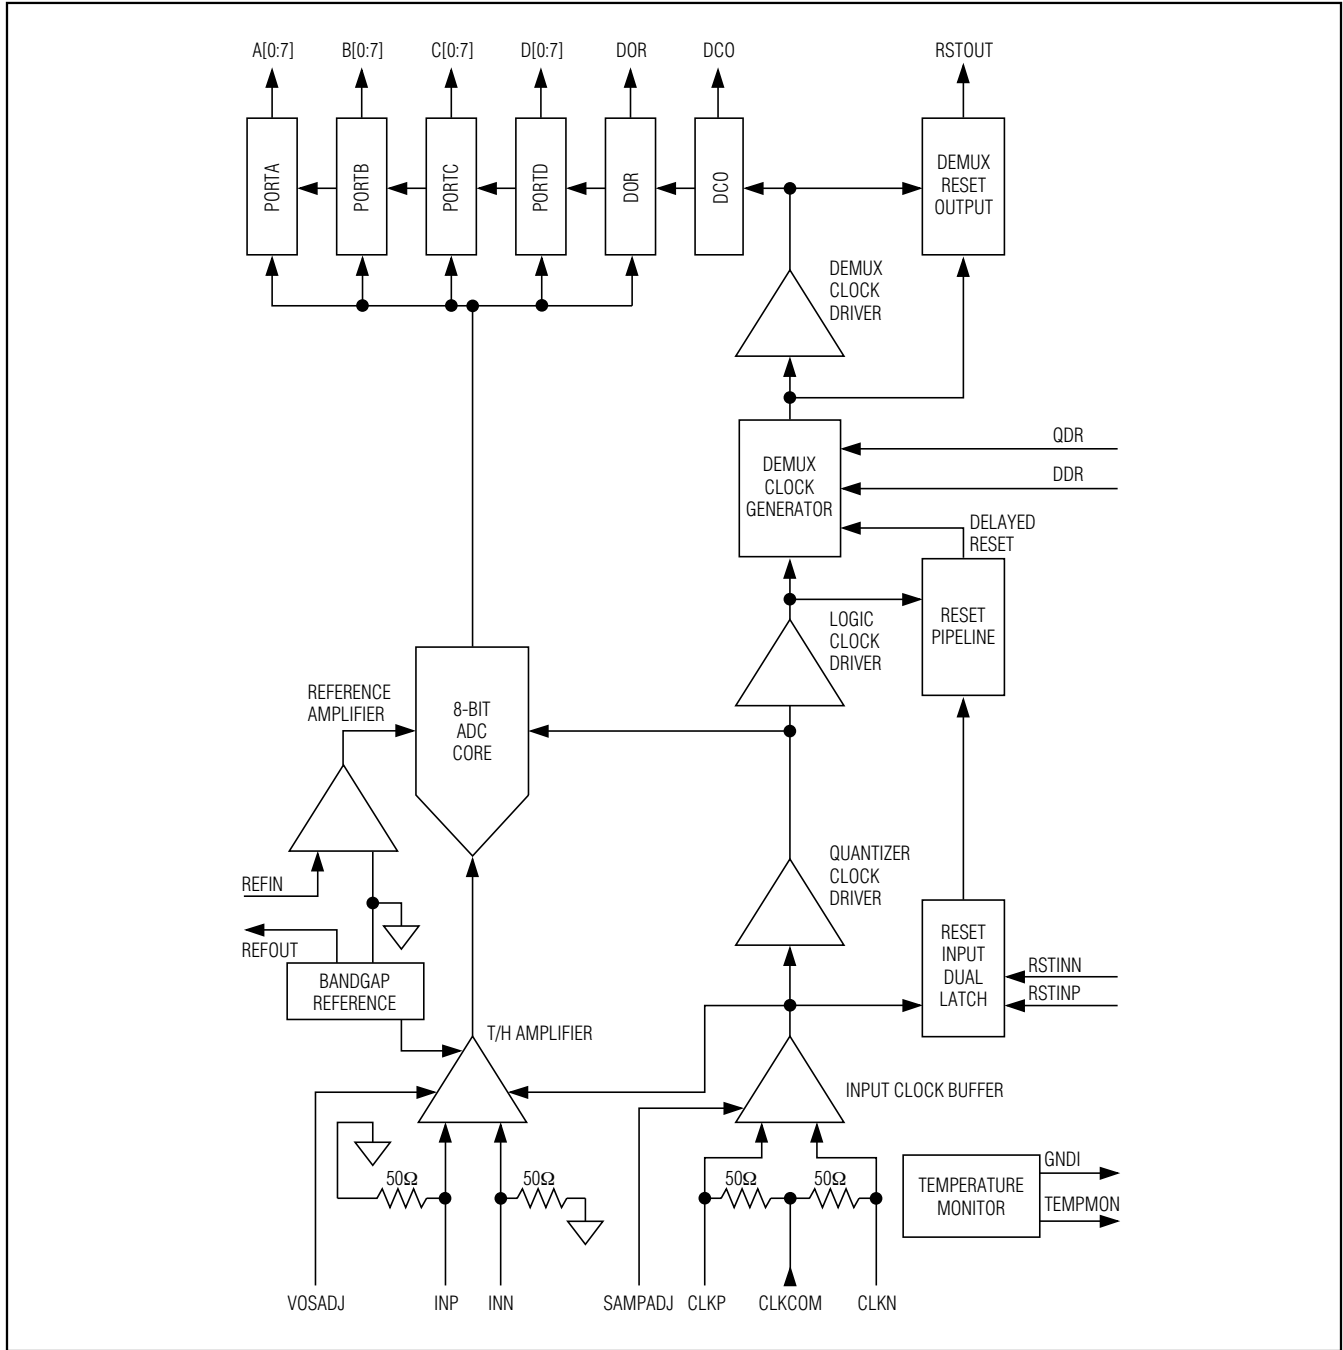 A[0:7]
B[0:7]
C[0:7]
D[0:7]
DOR
DCO
RSTOUT
PORTA
PORTB
PORTC
PORTD
DOR
DCO
DEMUX
RESET
OUTPUT
DEMUX
CLOCK
DRIVER
QDR
DEMUX
CLOCK
GENERATOR
DDR
DELAYED
RESET
LOGIC
CLOCK
DRIVER
RESET
PIPELINE
REFERENCE
AMPLIFIER
8-BIT
ADC
CORE
QUANTIZER
CLOCK
DRIVER
REFIN
REFOUT
BANDGAP
REFERENCE
RESET
INPUT
DUAL
LATCH
RSTINN
RSTINP
T/H AMPLIFIER
INPUT CLOCK BUFFER
50Ω
50Ω
50Ω
50Ω
TEMPERATURE
MONITOR
GNDI
TEMPMON
VOSADJ
INP
INN
SAMPADJ
CLKP
CLKCOM
CLKN